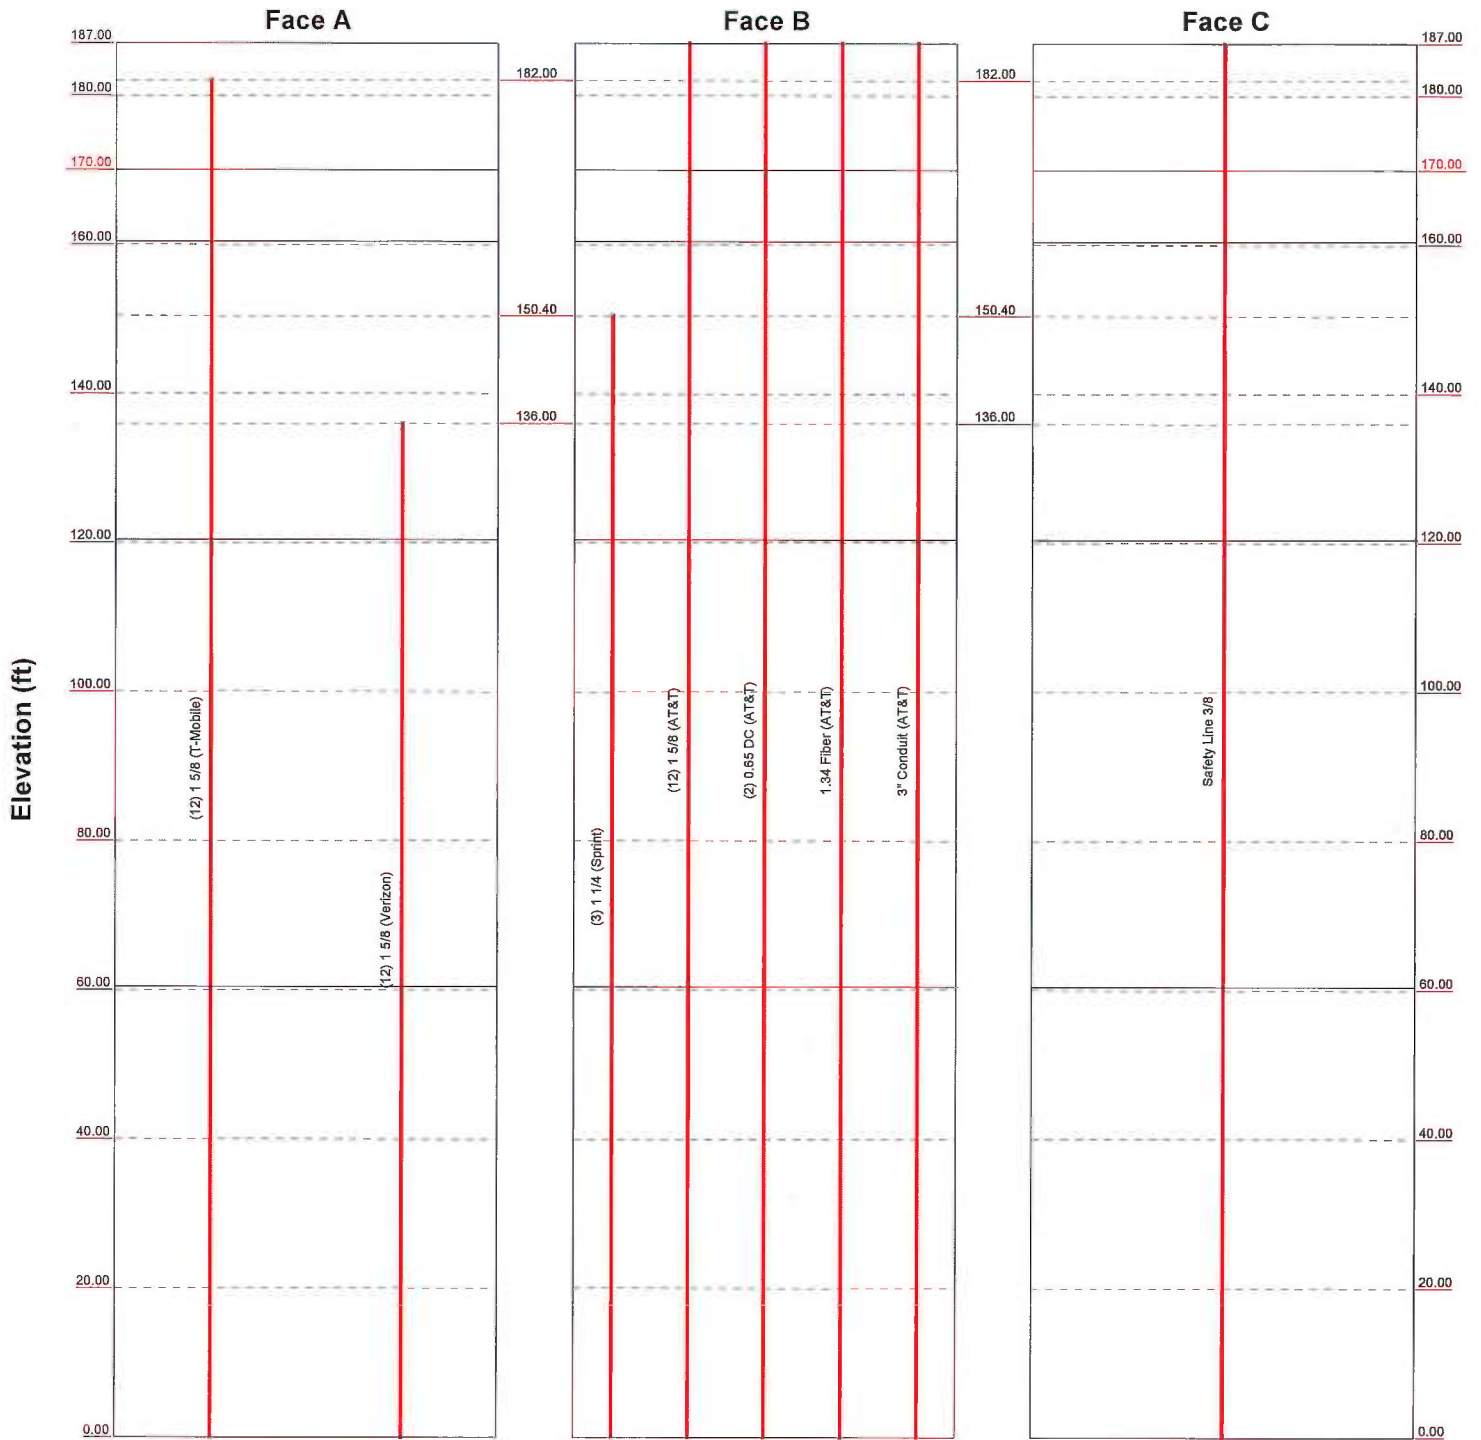 Face A
Face B
Face C
187.00
187.00
182.00
182.00
180.00
180.00
170.00
170.00
160.00
160.00
150.40
150.40
140.00
140.00
136.00
136.00
120.00
120.00
100.00
100.00
80.00
80.00
60.00
60.00
40.00
40.00
20.00
20.00
0.00
0.00
Elevation (ft)
(12) 1 5/8 (T-Mobile)
(12) 1 5/8 (Verizon)
(3) 1 1/4 (Sprint)
(12) 1 5/8 (AT&T)
(2) 0.65 DC (AT&T)
1.34 Fiber (AT&T)
3" Conduit (AT&T)
Safety Line 3/8